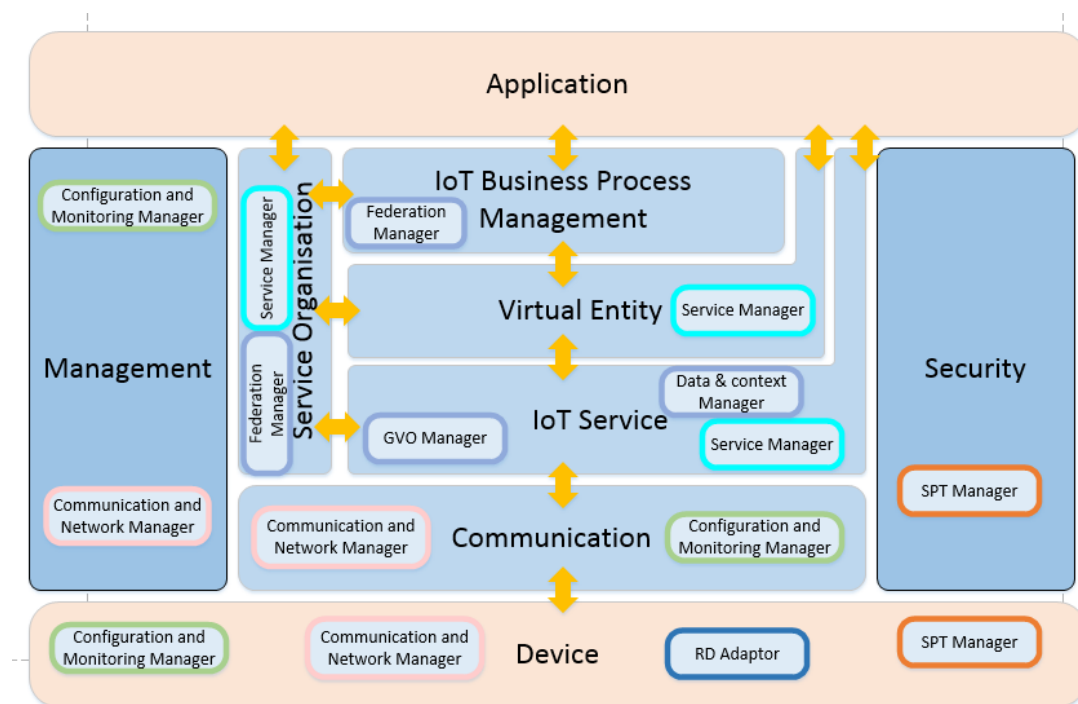 Application
Configuration and
Monitoring Manager
Management
Communication and
Network Manager
Service Manager
Federation
Manager
Service Organisation
IoT Business Process
Management
Federation
Manager
Virtual Entity
Service Manager
Data & context
Manager
IoT Service
GVO Manager
Service Manager
Communication and
Network Manager
Communication
Configuration and
Monitoring Manager
Security
SPT Manager
Configuration and
Monitoring Manager
Communication and
Network Manager
Device
RD Adaptor
SPT Manager